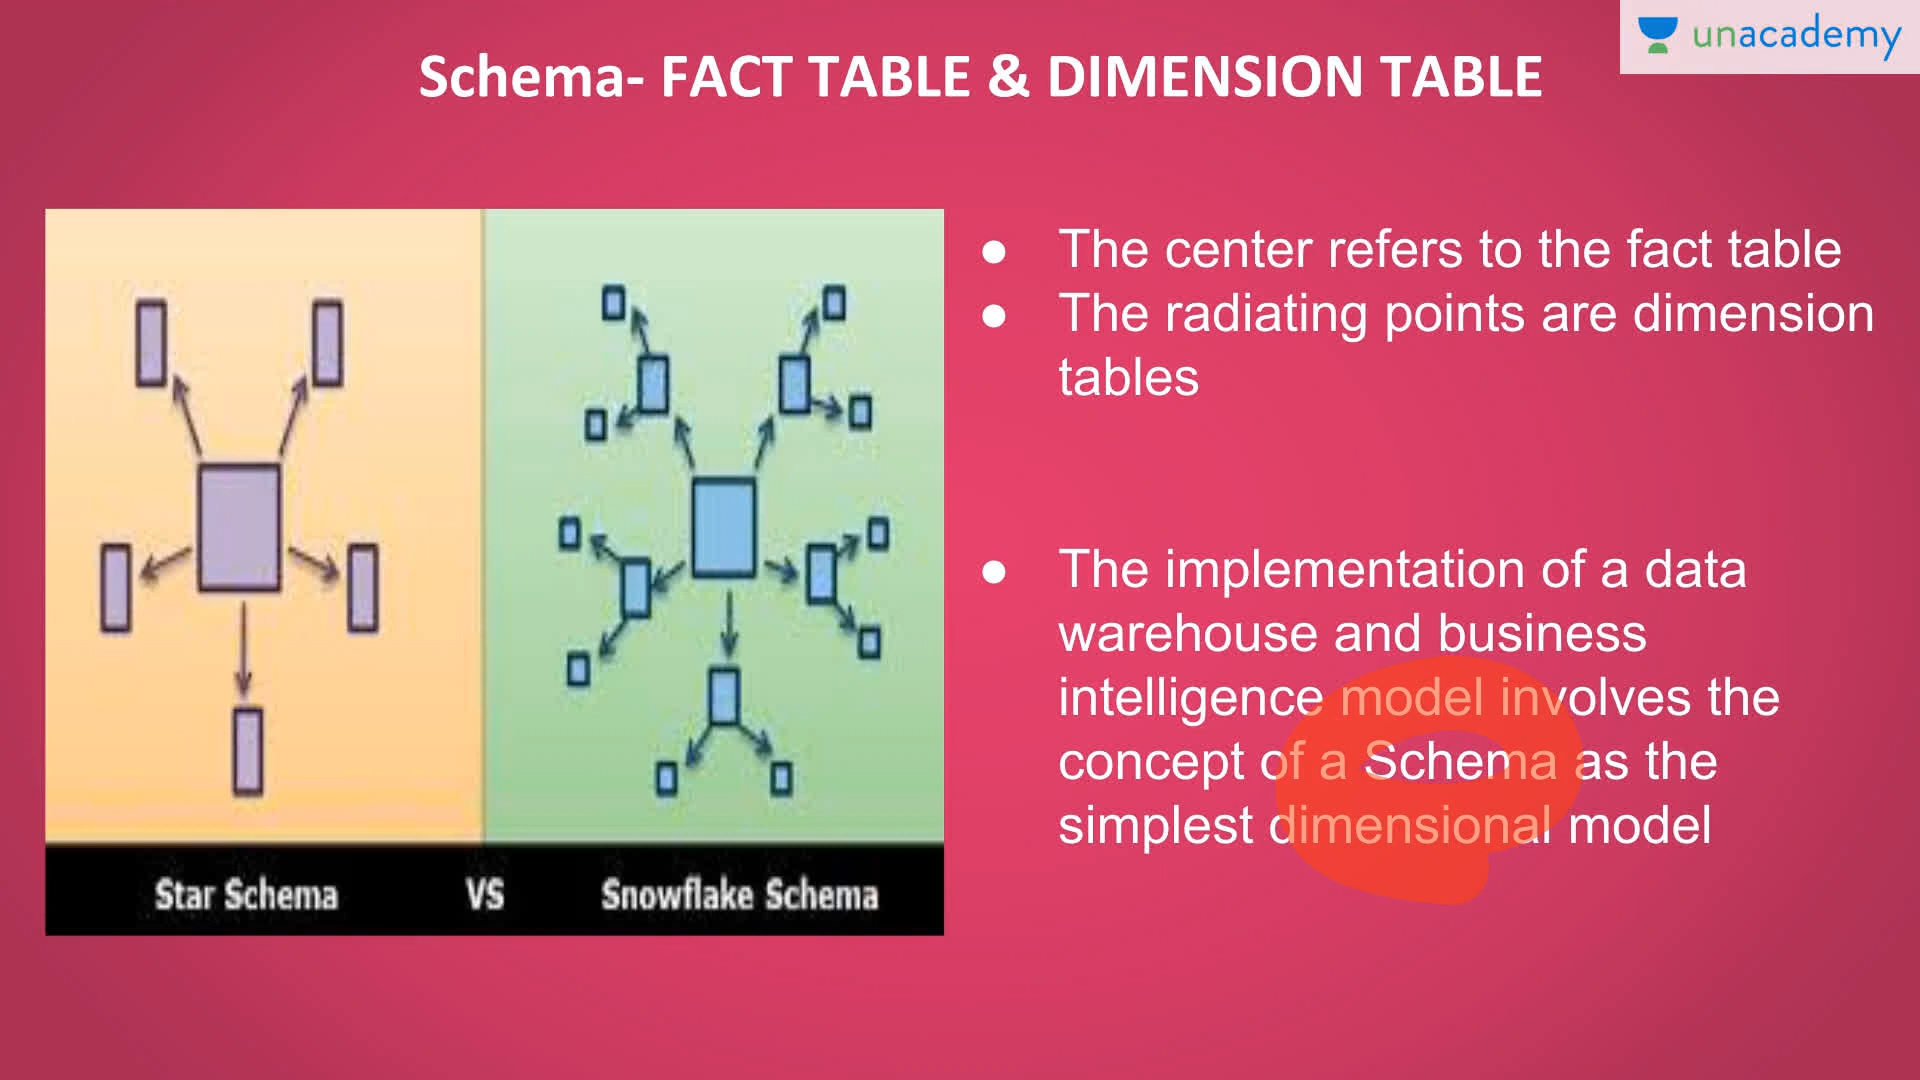 unacademy
Schema- FACT TABLE & DIMENSION TABLE
● The center refers to the fact table
● The radiating points are dimension
tables
● The implementation of a data
warehouse and business
intelligence model involves the
concept of a Schema as the
simplest dimensional model
Star Schema VS Snowflake Schema